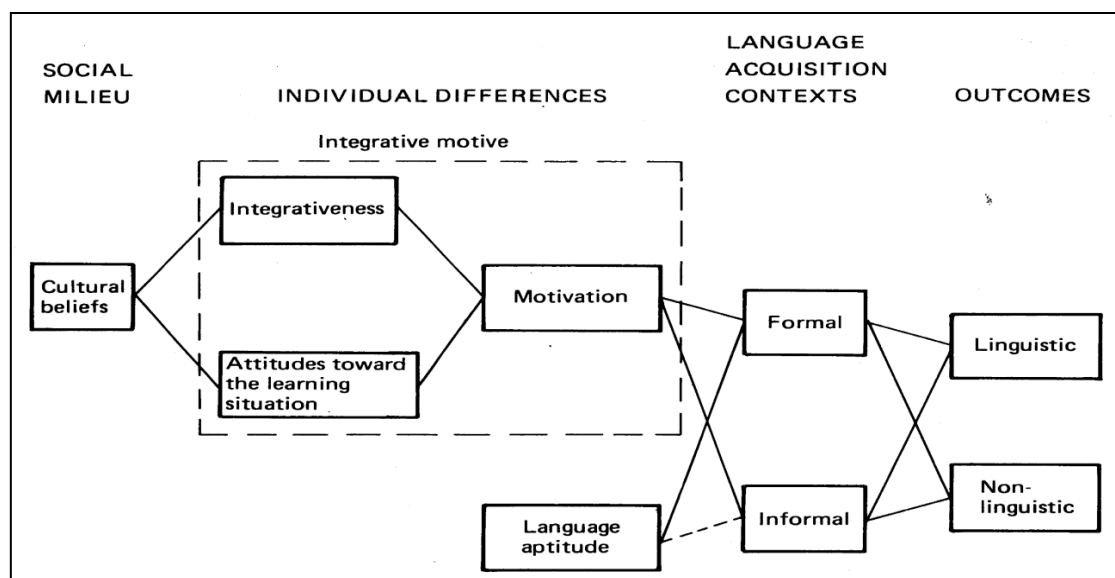 SOCIAL
MILIEU
INDIVIDUAL DIFFERENCES
LANGUAGE
ACQUISITION
CONTEXTS
OUTCOMES
Integrative motive
Integrativeness
Cultural
beliefs
Attitudes toward
the learning
situation
Motivation
Language
aptitude
Formal
Informal
Linguistic
Non-
linguistic